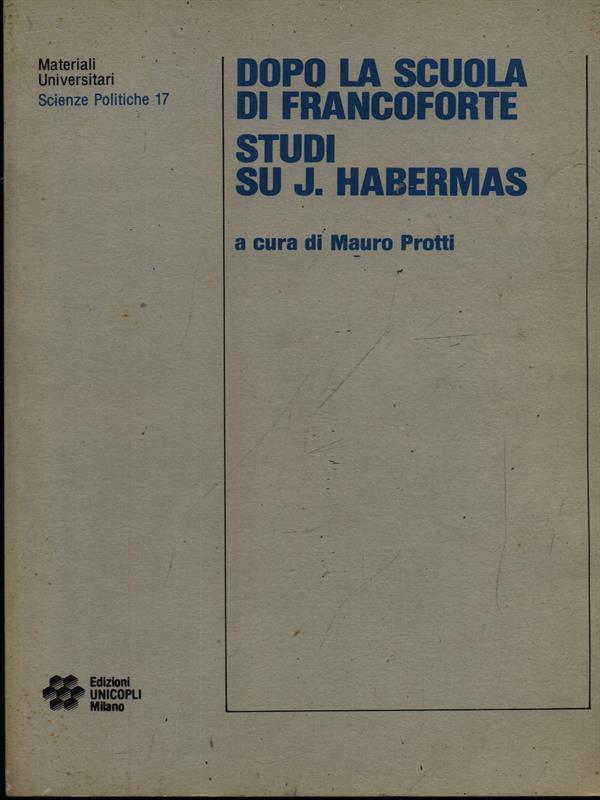 Materiali
Universitari
Scienze Politiche 17
DOPO LA SCUOLA
DI FRANCOFORTE
STUDI
SU J. HABERMAS
a cura di Mauro Protti
Edizioni
UNICOPLI
Milano